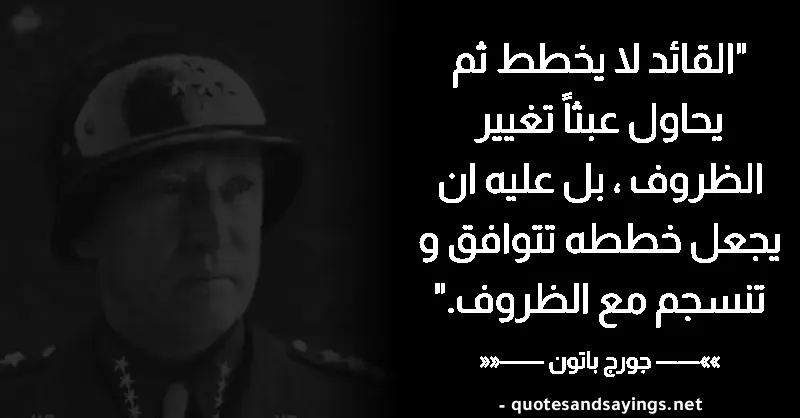 "القائد لا يخطط ثم
يحاول عبثاً تغيير
الظروف ، بل عليه ان
يجعل خططه تتوافق و
تنسجم مع الظروف."
»»—— جورج باتون ——««
- quotesandsayings.net